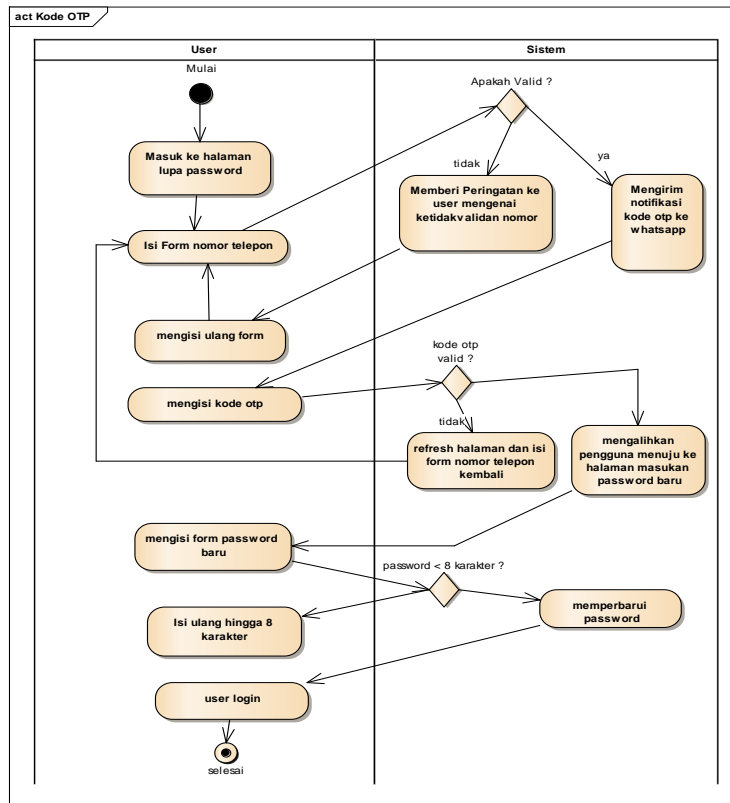 act Kode OTP
User
Sistem
Mulai
Apakah Valid ?
Masuk ke halaman
lupa password
tidak
ya
Memberi Peringatan ke
user mengenai
ketidakvalidan nomor
Mengirim
notifikasi
kode otp ke
whatsapp
Isi Form nomor telepon
mengisi ulang form
kode otp
valid ?
mengisi kode otp
tidak
refresh halaman dan isi
form nomor telepon
kembali
mengalihkan
pengguna menuju ke
halaman masukan
password baru
mengisi form password
baru
password < 8 karakter ?
Isi ulang hingga 8
karakter
memperbarui
password
user login
selesai